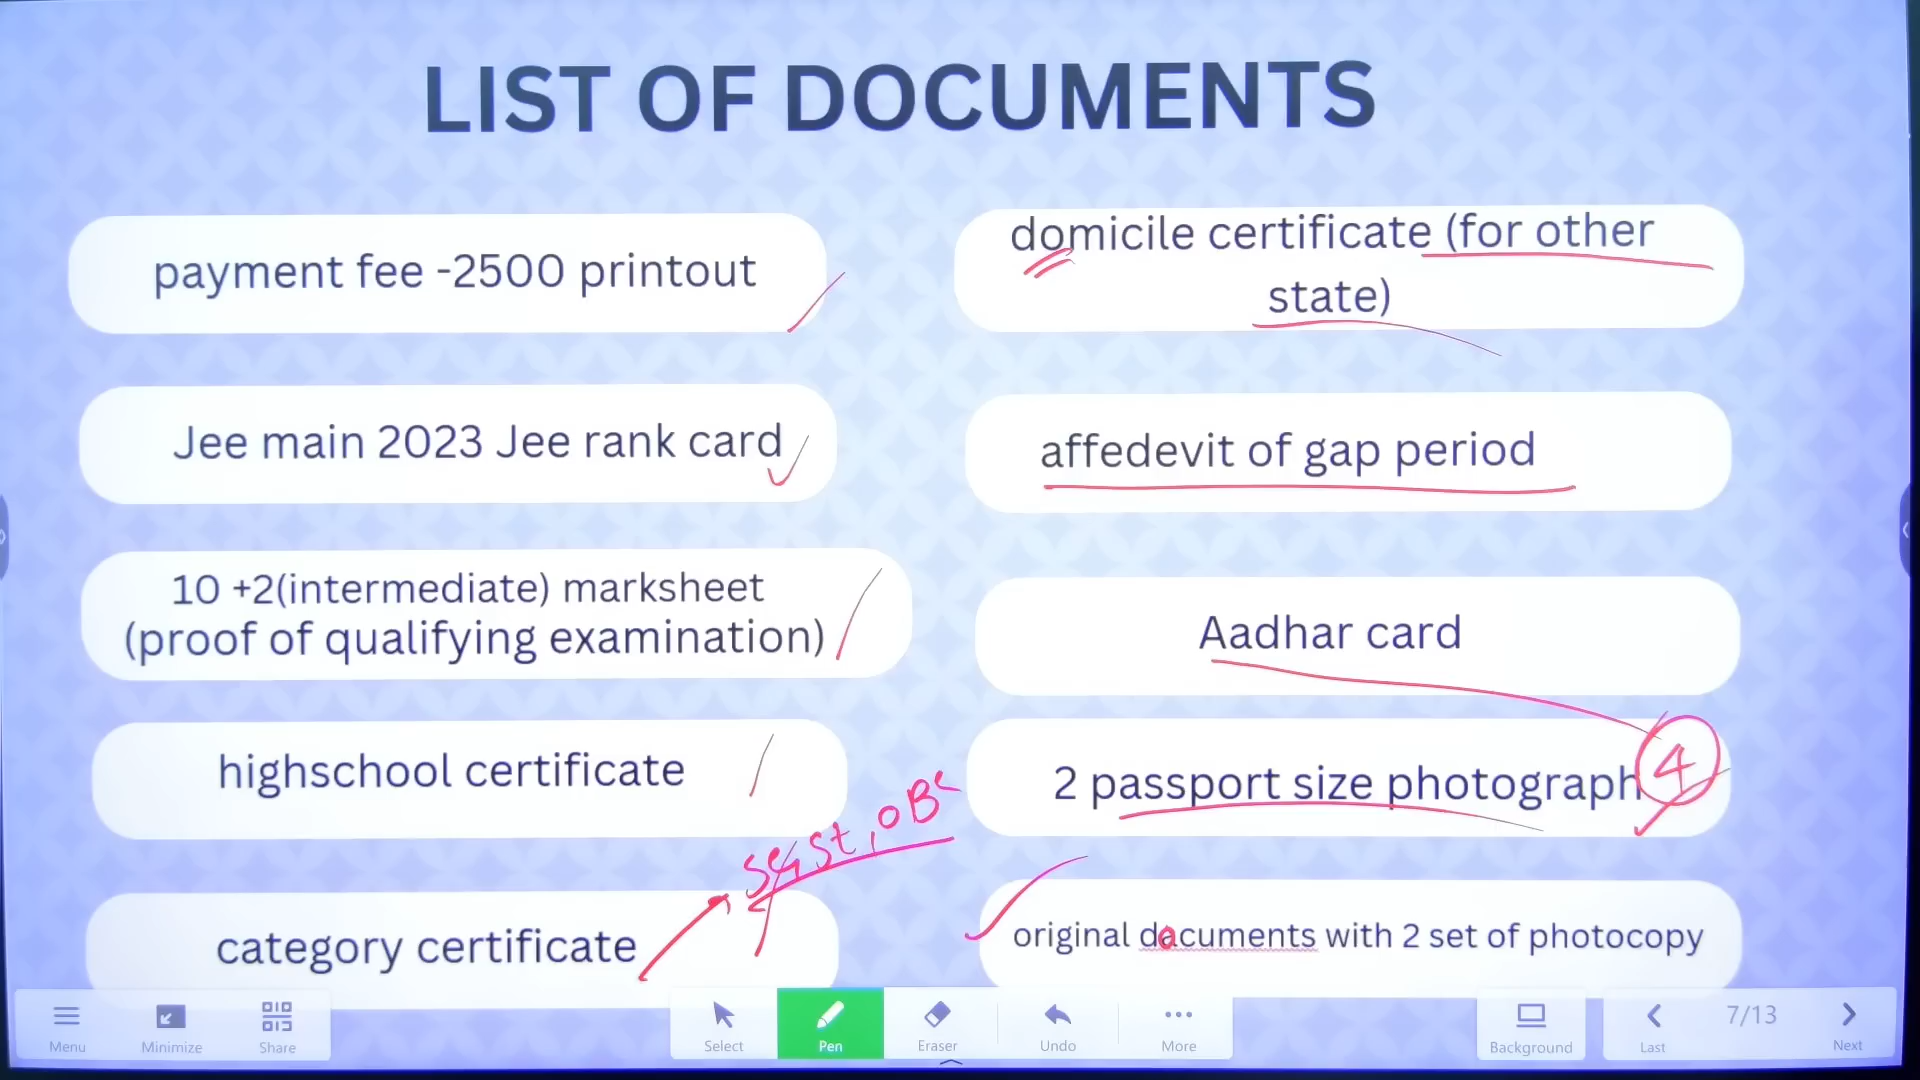 LIST OF DOCUMENTS
payment fee -2500 printout
Jee main 2023 Jee rank card
10 +2(intermediate) marksheet
(proof of qualifying examination)
highschool certificate
category certificate
SC, St, OBC
domicile certificate (for other
state)
affedevit of gap period
Aadhar card
2 passport size photograph
4
original dacuments with 2 set of photocopy
Menu
Minimize
Share
Select
Pen
Eraser
Undo
More
Background
Last
7/13
Next